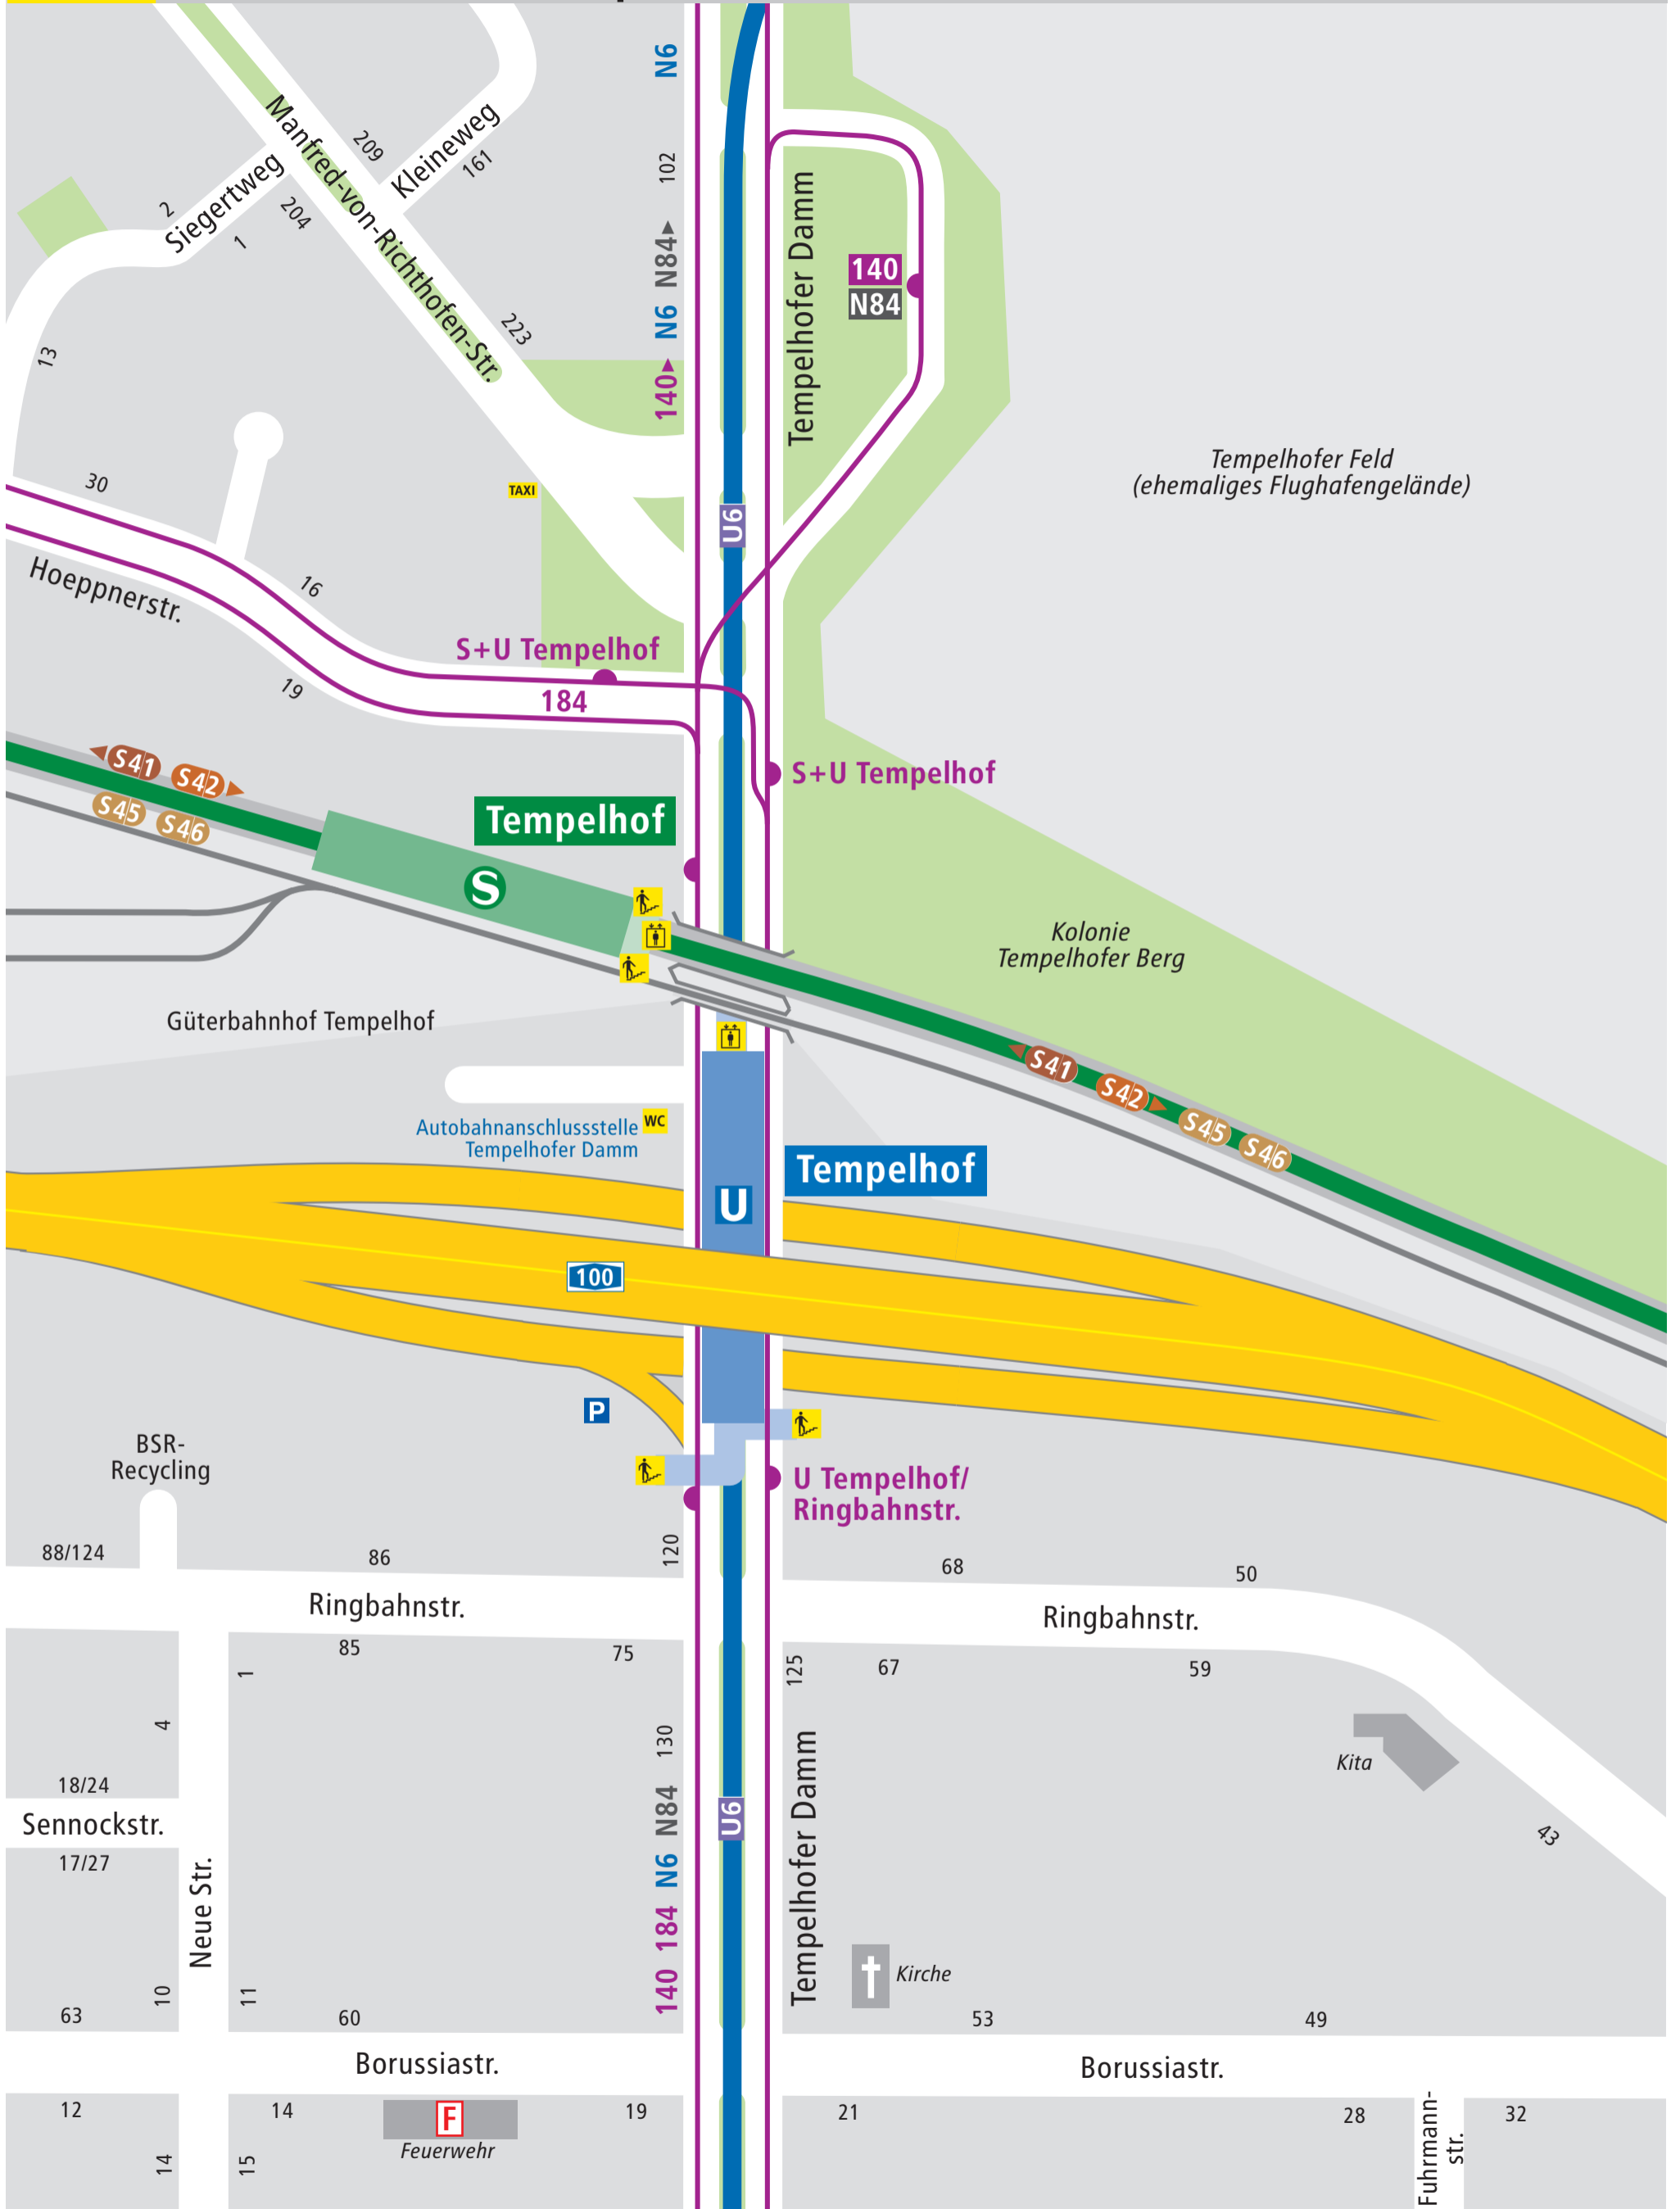 N6
Manfred-von-Richthofen-Str.
209
Kleineweg
161
Siegertweg
2
1
204
102
N84
N6
140
Tempelhofer Damm
140
N84
223
13
Tempelhofer Feld
(ehemaliges Flughafengelände)
30
TAXI
U6
Hoeppnerstr.
16
19
S+U Tempelhof
184
S41
S42
S45
S46
S+U Tempelhof
Tempelhof
S
Kolonie
Tempelhofer Berg
Güterbahnhof Tempelhof
S41
S42
S45
S46
Autobahnanschlussstelle
Tempelhofer Damm
WC
Tempelhof
U
100
P
BSR-
Recycling
U Tempelhof/
Ringbahnstr.
88/124
86
120
68
50
Ringbahnstr.
Ringbahnstr.
85
75
1
125
67
59
4
130
Kita
18/24
Sennockstr.
17/27
Neue Str.
N84
N6
184
140
U6
Tempelhofer Damm
43
Kirche
10
11
63
60
53
49
Borussiastr.
Borussiastr.
12
14
F
Feuerwehr
19
21
28
32
14
15
Fuhrmann-
str.